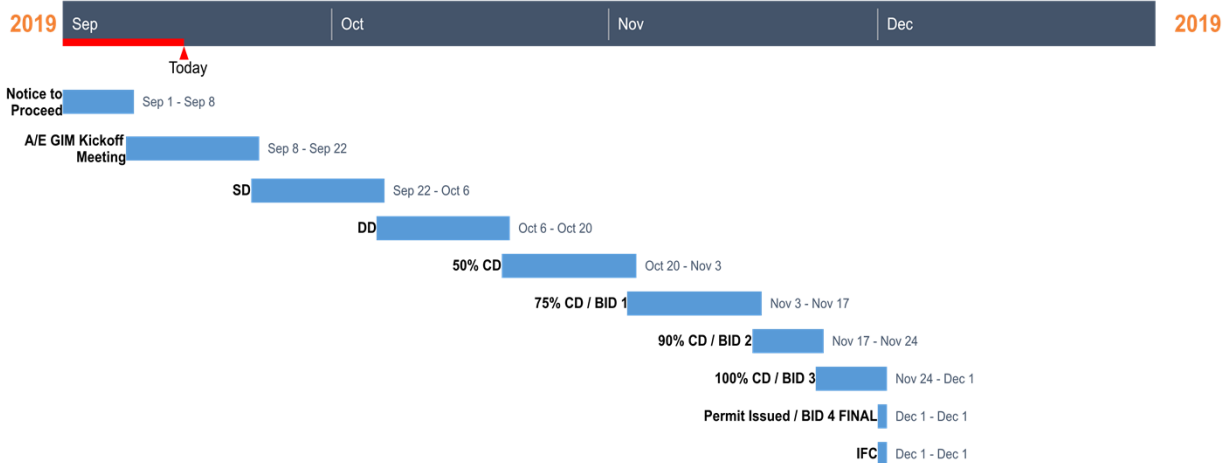 2019 Sep Oct Nov Dec 2019
Today
Notice to
Proceed
Sep 1 - Sep 8
A/E GIM Kickoff
Meeting
Sep 8 - Sep 22
SD Sep 22 - Oct 6
DD Oct 6 - Oct 20
50% CD Oct 20 - Nov 3
75% CD / BID 1 Nov 3 - Nov 17
90% CD / BID 2 Nov 17 - Nov 24
100% CD / BID 3 Nov 24 - Dec 1
Permit Issued / BID 4 FINAL Dec 1 - Dec 1
IFC Dec 1 - Dec 1